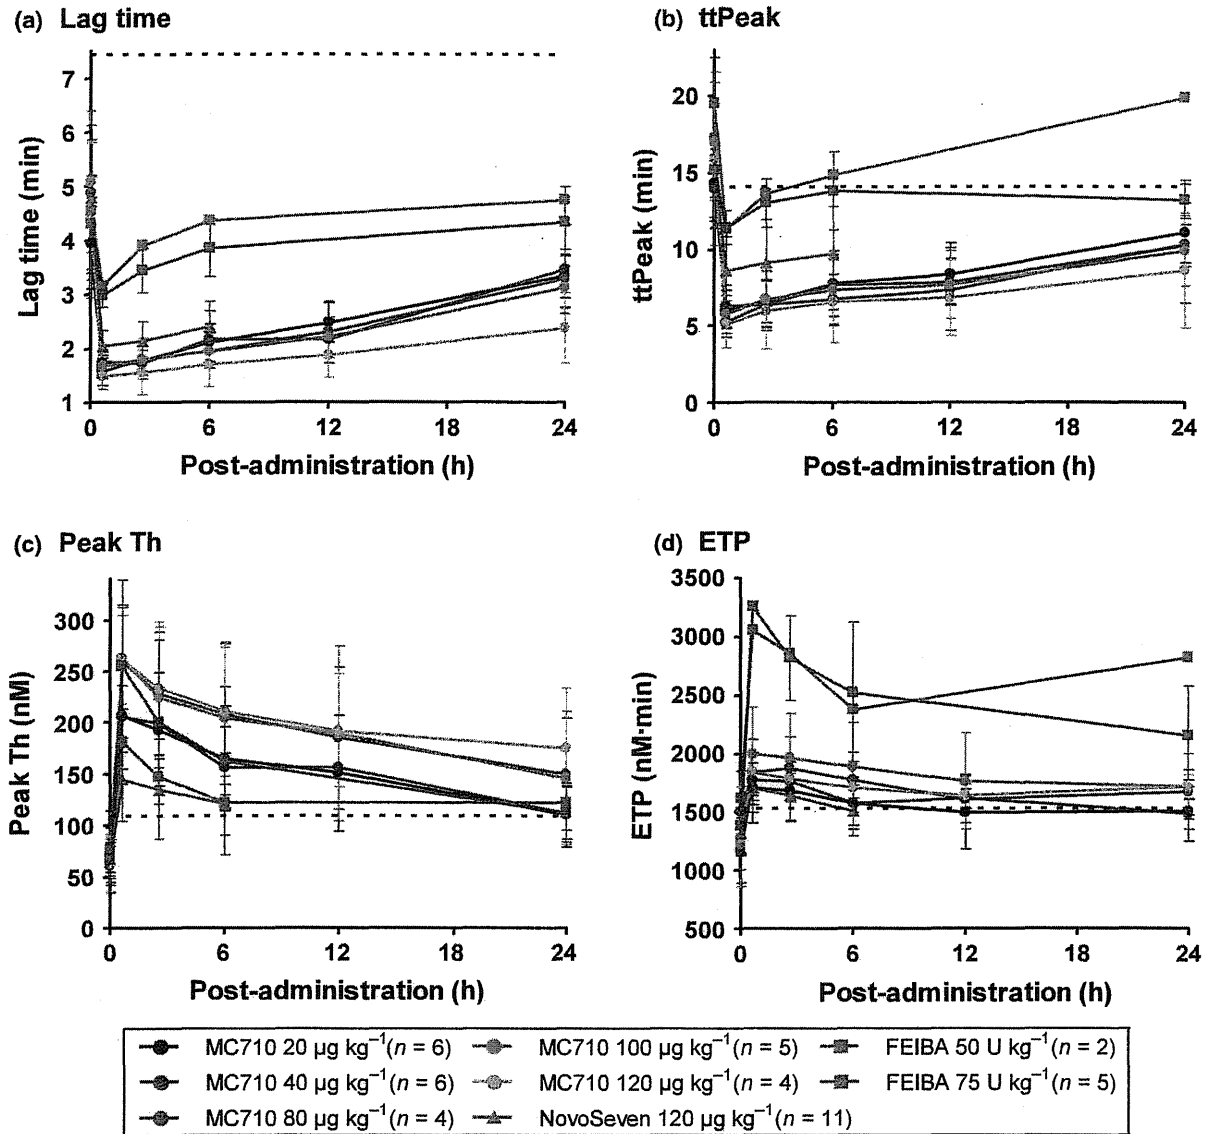 (a) Lag time
Lag time (min)
7
6
5
4
3
2
1
0 6 12 18 24
Post-administration (h)
(b) ttPeak
ttPeak (min)
20
15
10
5
0
0 6 12 18 24
Post-administration (h)
(c) Peak Th
Peak Th (nM)
300
250
200
150
100
50
0
0 6 12 18 24
Post-administration (h)
(d) ETP
ETP (nM·min)
3500
3000
2500
2000
1500
1000
500
0 6 12 18 24
Post-administration (h)
MC710 20 µg kg⁻¹(n = 6) MC710 100 µg kg⁻¹(n = 5) FEIBA 50 U kg⁻¹(n = 2)
MC710 40 µg kg⁻¹(n = 6) MC710 120 µg kg⁻¹(n = 4) FEIBA 75 U kg⁻¹(n = 5)
MC710 80 µg kg⁻¹(n = 4) NovoSeven 120 µg kg⁻¹(n = 11)